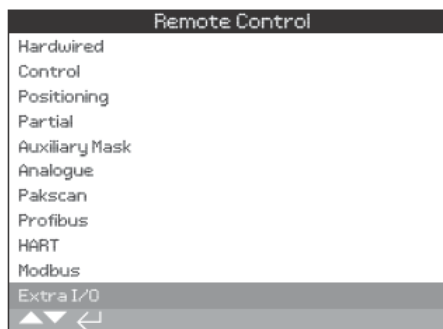 Remote Control
Hardwired
Control
Positioning
Partial
Auxiliary Mask
Analogue
Pakscan
Profibus
HART
Modbus
Extra I/O